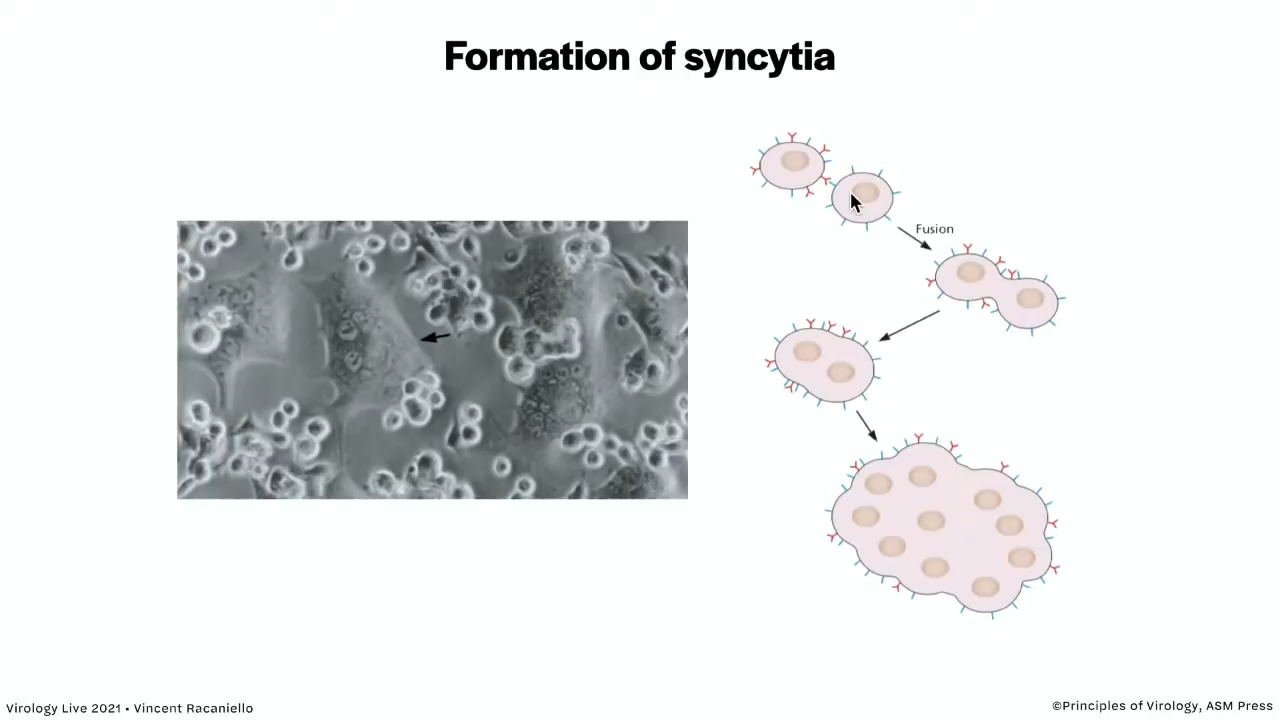 Formation of syncytia
Fusion
Virology Live 2021 • Vincent Racaniello
©Principles of Virology, ASM Press